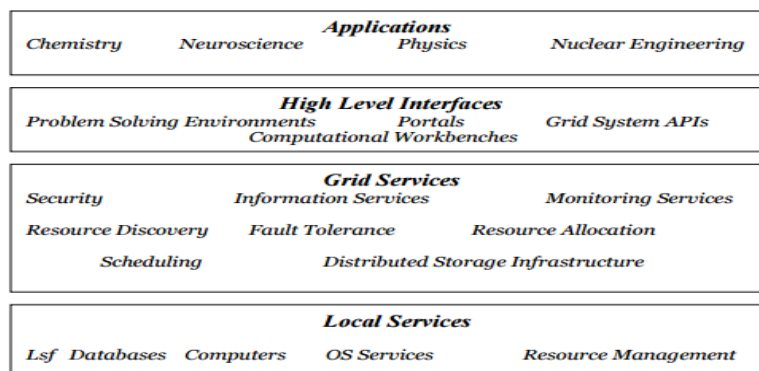 Applications
Chemistry Neuroscience Physics Nuclear Engineering
High Level Interfaces
Problem Solving Environments Portals Grid System APIs
Computational Workbenches
Grid Services
Security Information Services Monitoring Services
Resource Discovery Fault Tolerance Resource Allocation
Scheduling Distributed Storage Infrastructure
Local Services
Lsf Databases Computers OS Services Resource Management